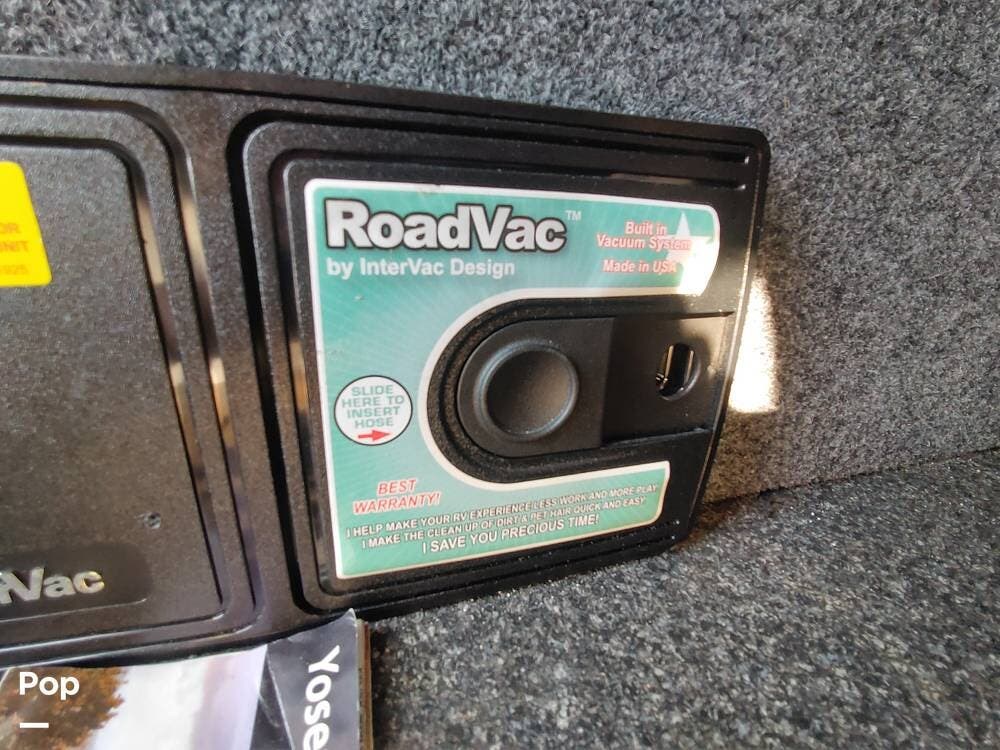 RoadVac™
by InterVac Design
Built in
Vacuum System
Made in USA
SLIDE
HERE TO
INSERT
HOSE
BEST
WARRANTY!
I HELP MAKE YOUR RV EXPERIENCE LESS WORK AND MORE PLAY
I MAKE THE CLEAN UP OF DIRT & PET HAIR QUICK AND EASY
I SAVE YOU PRECIOUS TIME!
Vac
Yose
Pop